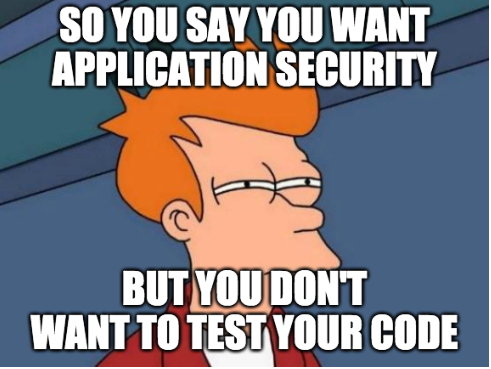 SO YOU SAY YOU WANT
APPLICATION SECURITY
BUT YOU DON'T
WANT TO TEST YOUR CODE